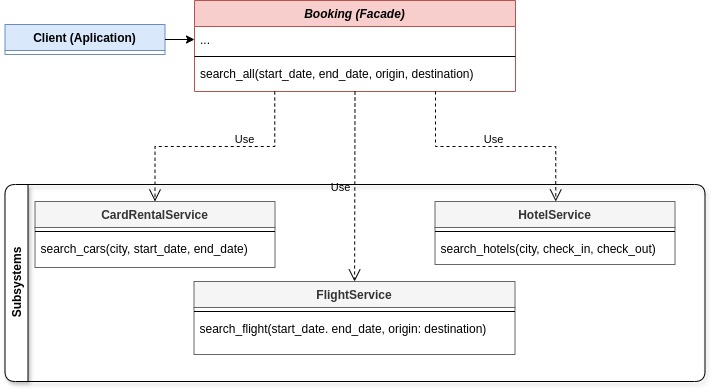 Booking (Facade)
Client (Aplication)
...
search_all(start_date, end_date, origin, destination)
Use
Use
Use
Subsystems
CardRentalService
search_cars(city, start_date, end_date)
HotelService
search_hotels(city, check_in, check_out)
FlightService
search_flight(start_date. end_date, origin: destination)